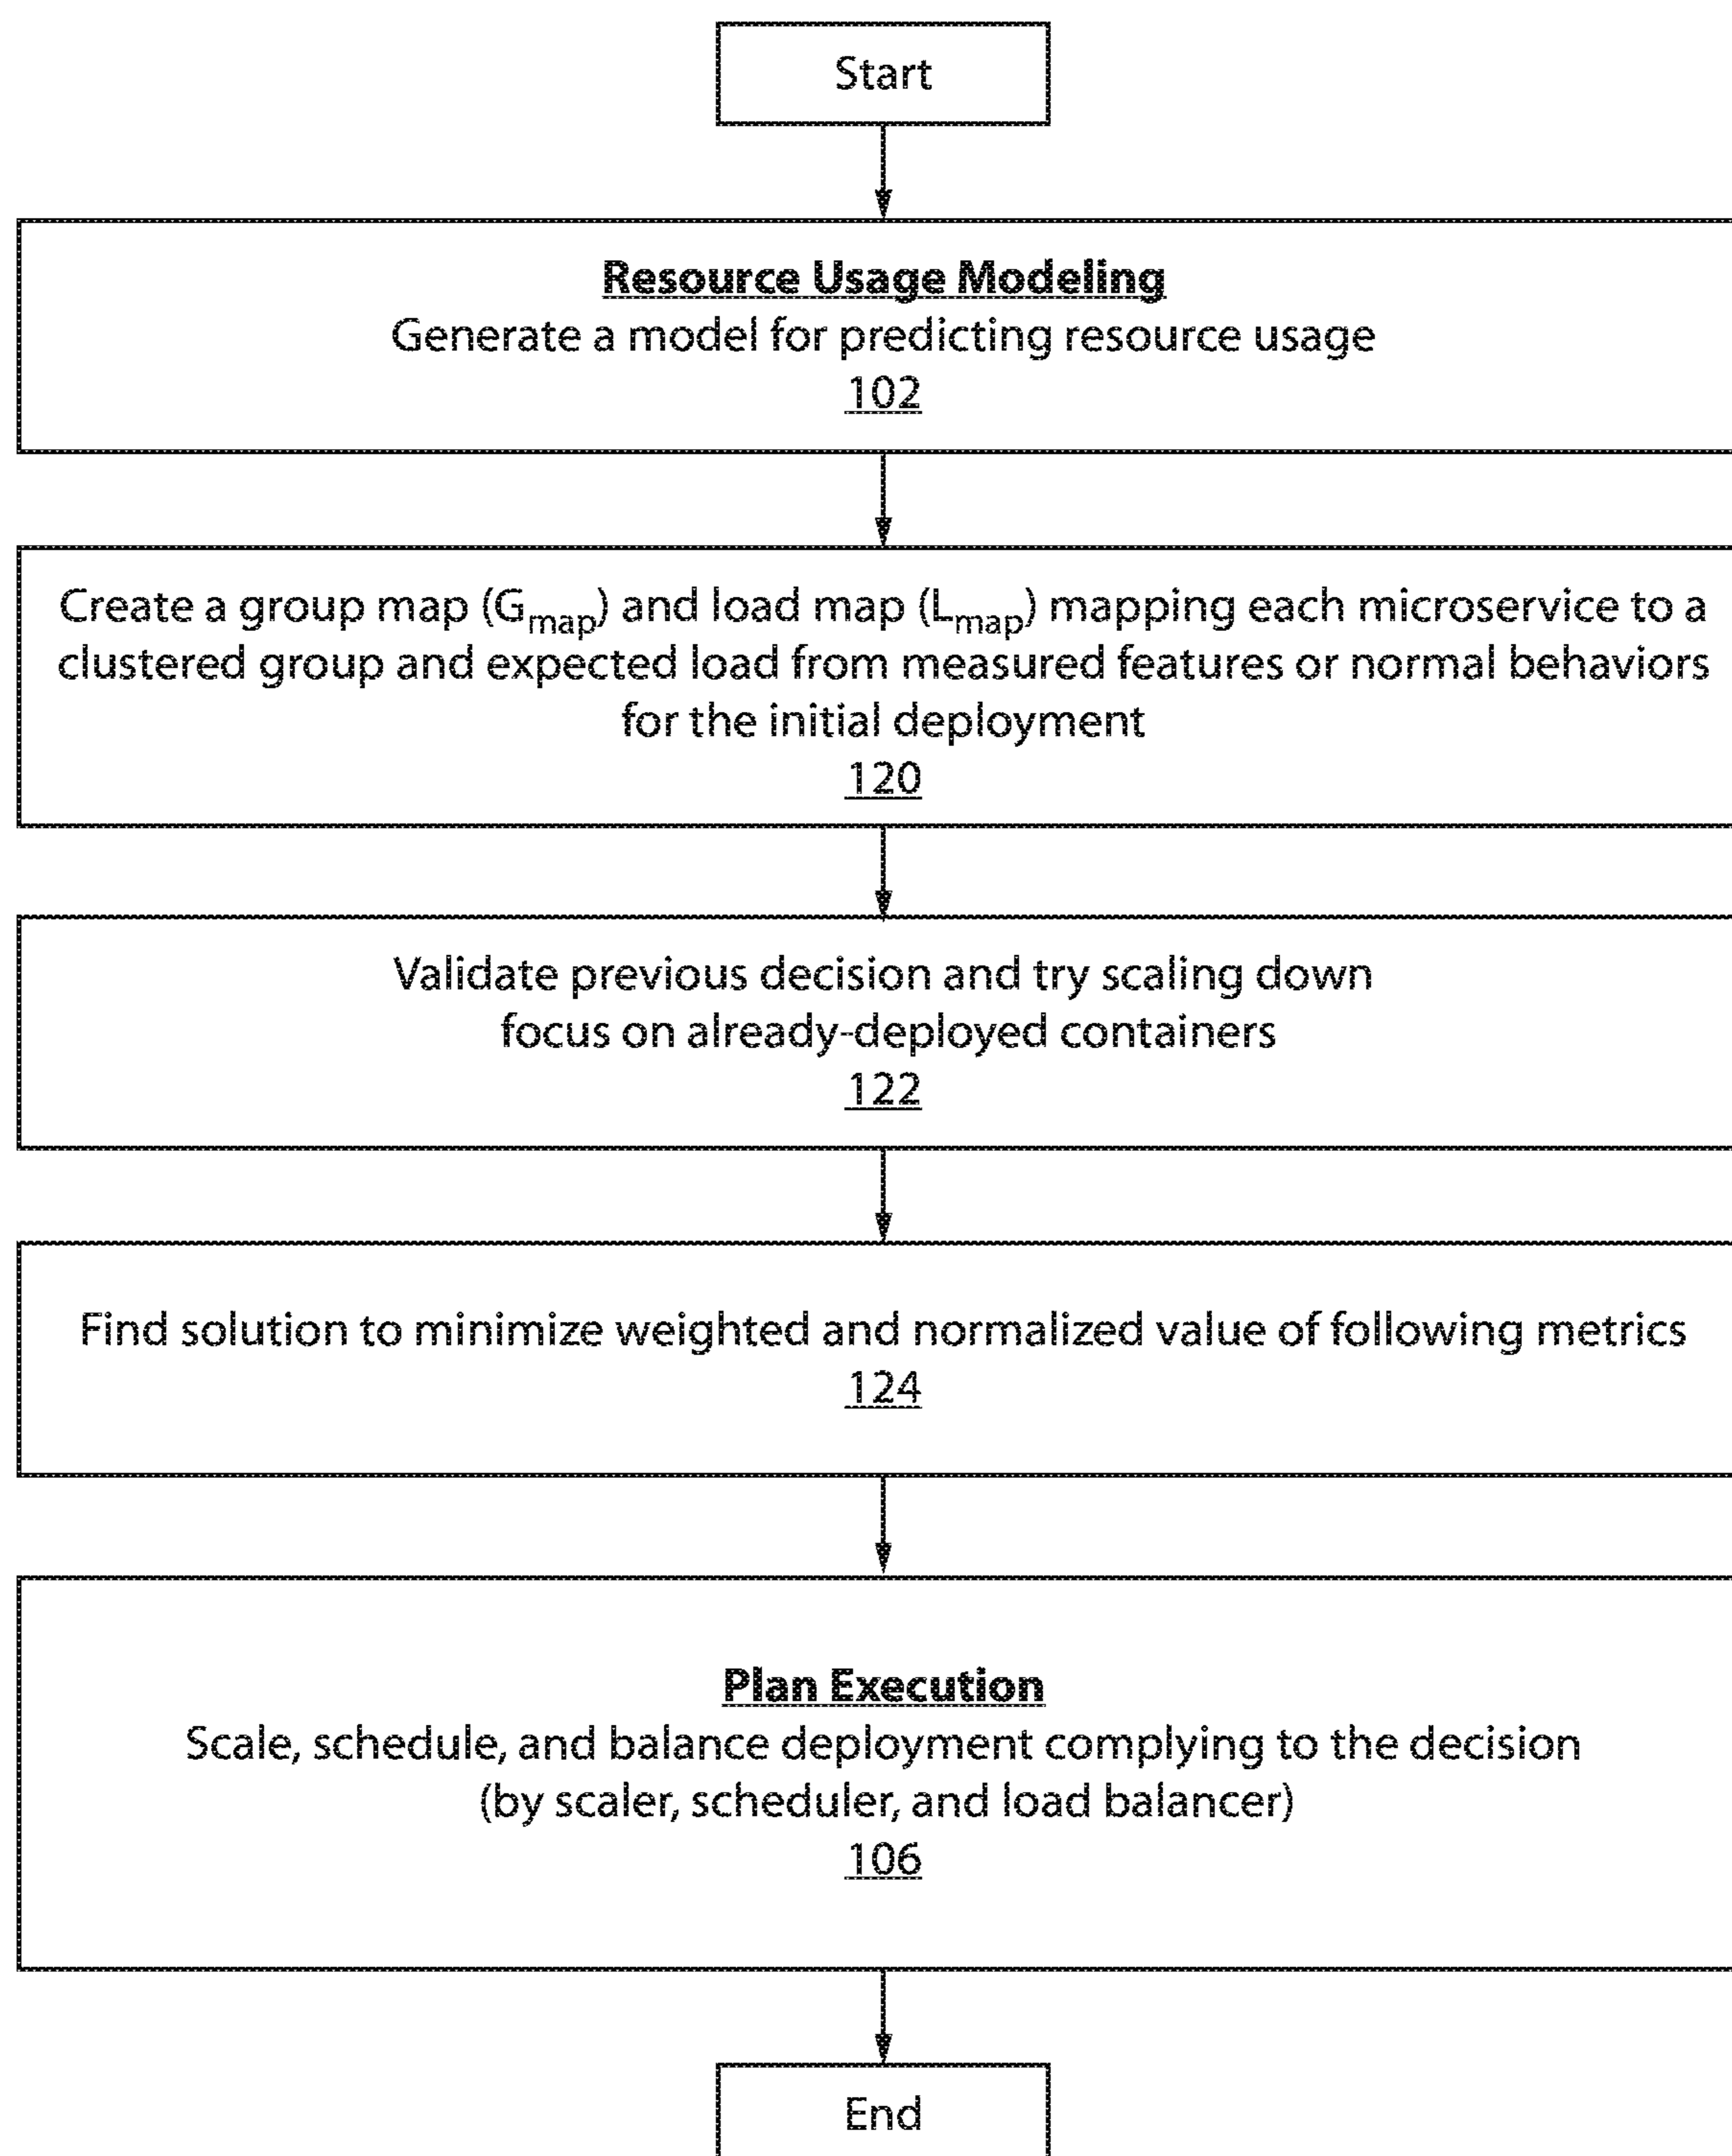 Start
Resource Usage Modeling
Generate a model for predicting resource usage
102
Create a group map (Gmap) and load map (Lmap) mapping each microservice to a
clustered group and expected load from measured features or normal behaviors
for the initial deployment
120
Validate previous decision and try scaling down
focus on already-deployed containers
122
Find solution to minimize weighted and normalized value of following metrics
124
Plan Execution
Scale, schedule, and balance deployment complying to the decision
(by scaler, scheduler, and load balancer)
106
End